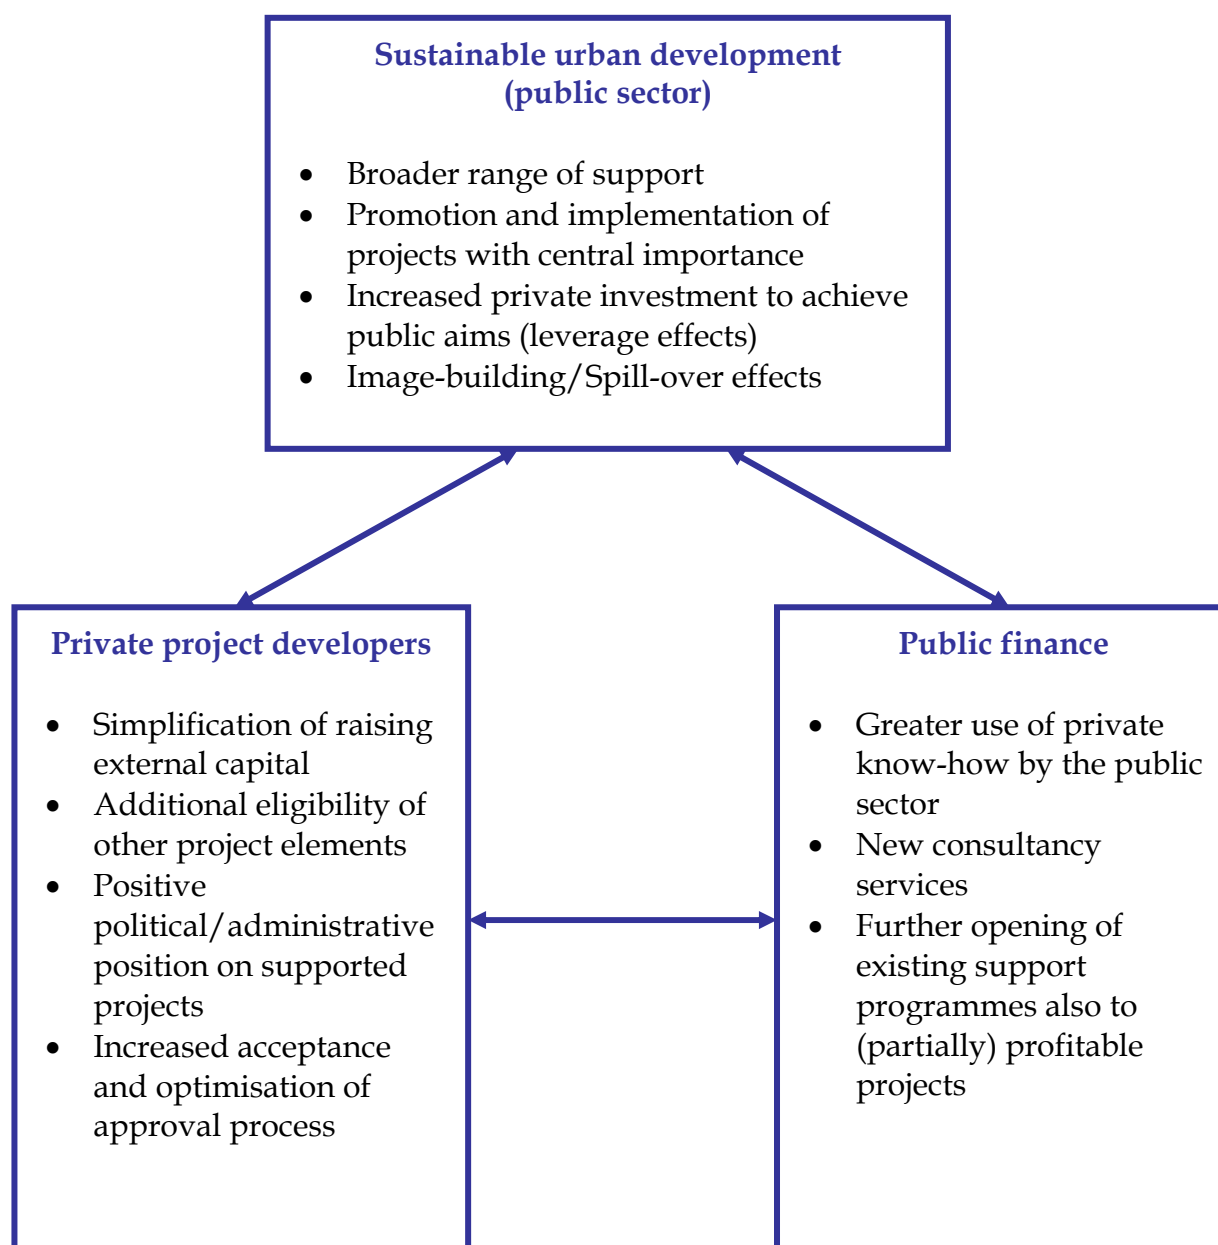 Sustainable urban development
(public sector)
• Broader range of support
• Promotion and implementation of
projects with central importance
• Increased private investment to achieve
public aims (leverage effects)
• Image-building/Spill-over effects
Private project developers
• Simplification of raising
external capital
• Additional eligibility of
other project elements
• Positive
political/administrative
position on supported
projects
• Increased acceptance
and optimisation of
approval process
Public finance
• Greater use of private
know-how by the public
sector
• New consultancy
services
• Further opening of
existing support
programmes also to
(partially) profitable
projects